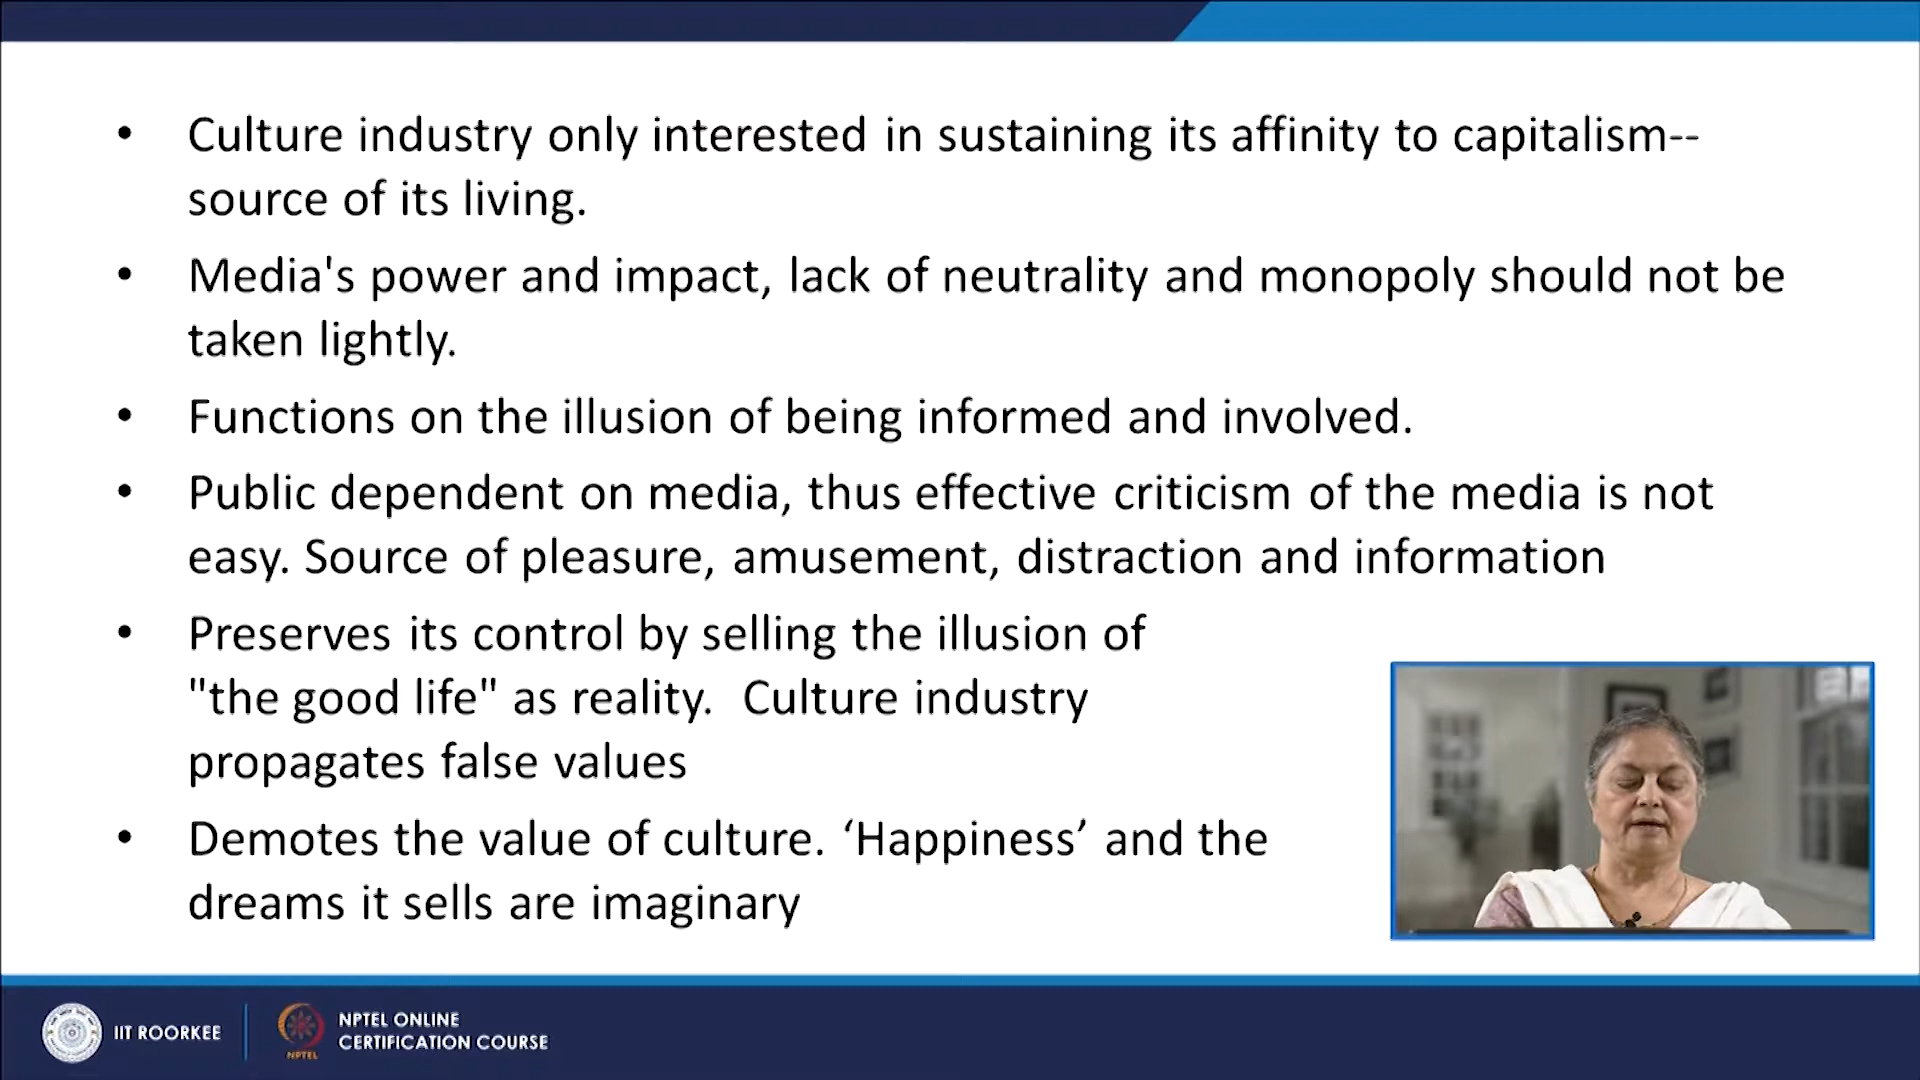 • Culture industry only interested in sustaining its affinity to capitalism--
source of its living.
• Media's power and impact, lack of neutrality and monopoly should not be
taken lightly.
• Functions on the illusion of being informed and involved.
• Public dependent on media, thus effective criticism of the media is not
easy. Source of pleasure, amusement, distraction and information
• Preserves its control by selling the illusion of
"the good life" as reality.  Culture industry
propagates false values
• Demotes the value of culture. ‘Happiness’ and the
dreams it sells are imaginary
IIT ROORKEE
NPTEL
NPTEL ONLINE
CERTIFICATION COURSE